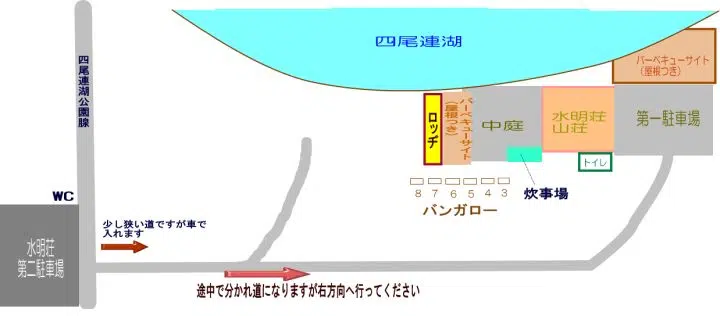 四尾連湖
四尾連湖公園線
バーベキューサイト
(屋根つき)
ロッヂ
バーベキューサイト
(屋根つき)
中庭
水明荘
山荘
第一駐車場
トイレ
炊事場
8 7 6 5 4 3
バンガロー
WC
水明荘
第二駐車場
少し狭い道ですが車で
入れます
途中で分かれ道になりますが右方向へ行ってください